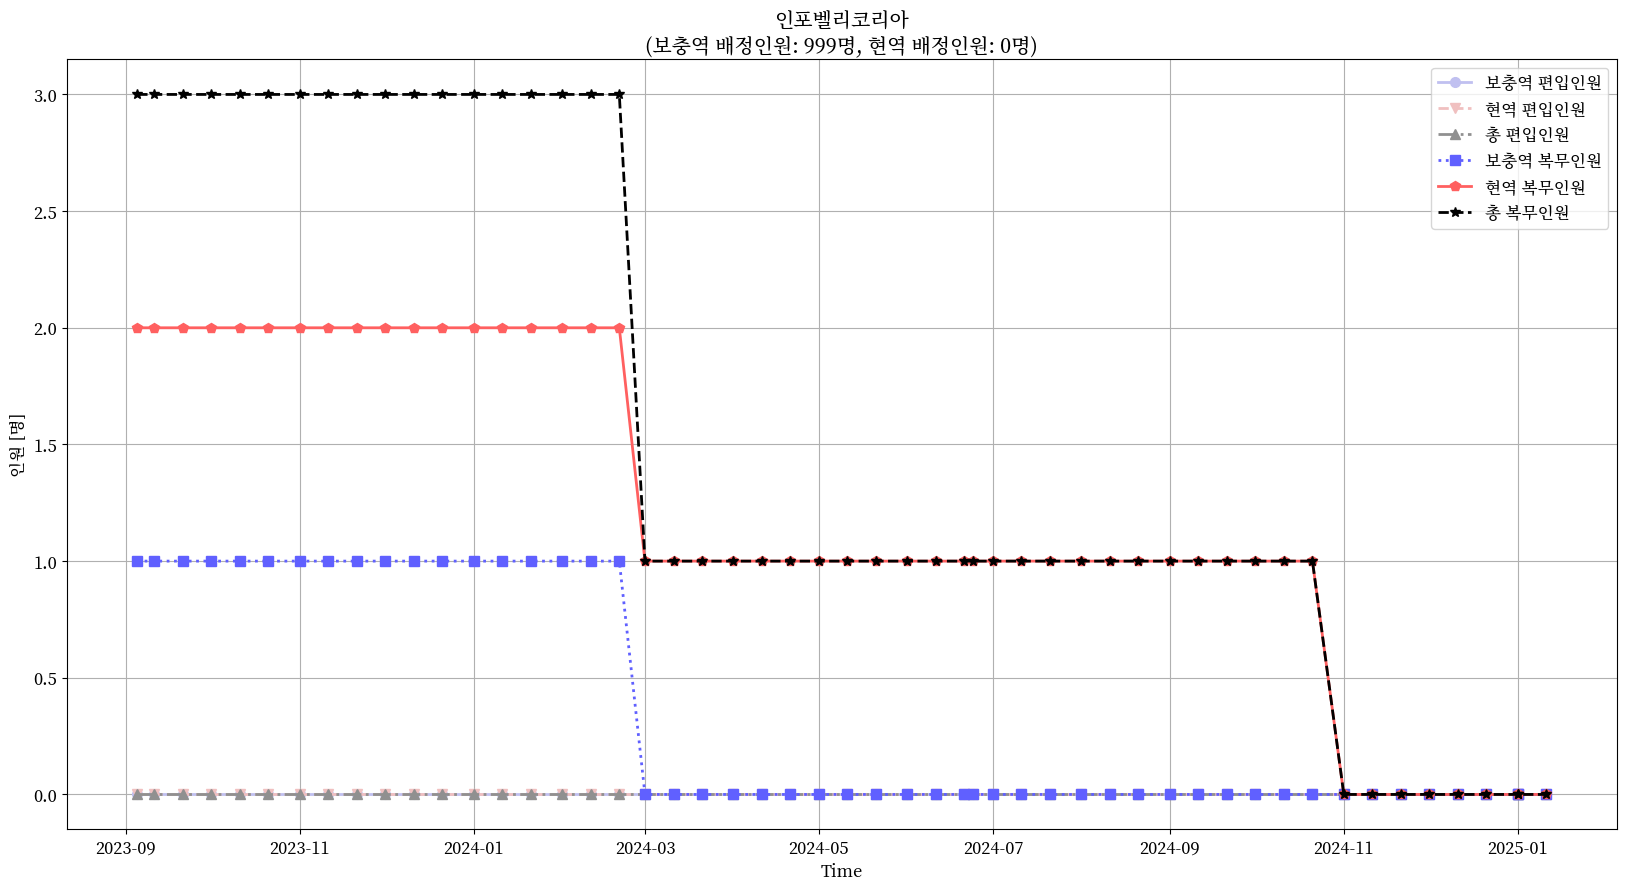 인포벨리코리아
(보충역 배정인원: 999명, 현역 배정인원: 0명)
보충역 편입인원
현역 편입인원
총 편입인원
보충역 복무인원
현역 복무인원
총 복무인원
인원 [명]
3.0
2.5
2.0
1.5
1.0
0.5
0.0
2023-09 2023-11 2024-01 2024-03 2024-05 2024-07 2024-09 2024-11 2025-01
Time